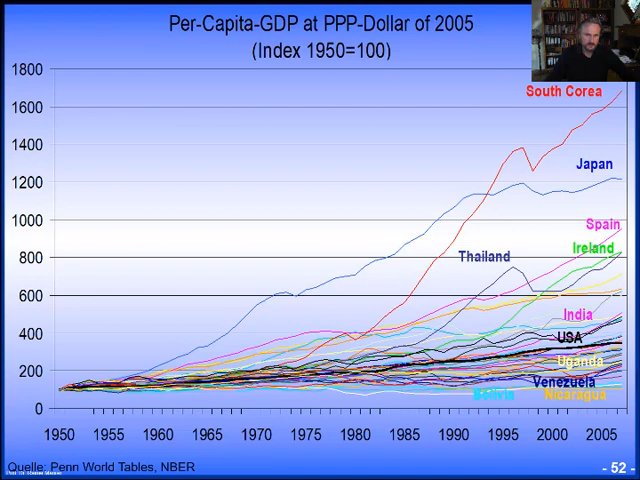 Per-Capita-GDP at PPP-Dollar of 2005
(Index 1950=100)
1800
1600
1400
1200
1000
800
600
400
200
0
South Corea
Japan
Spain
Ireland
Thailand
India
USA
Uganda
Venezuela
Bolivia
Nicaragua
1950 1955 1960 1965 1970 1975 1980 1985 1990 1995 2000 2005
Quelle: Penn World Tables, NBER
- 52 -